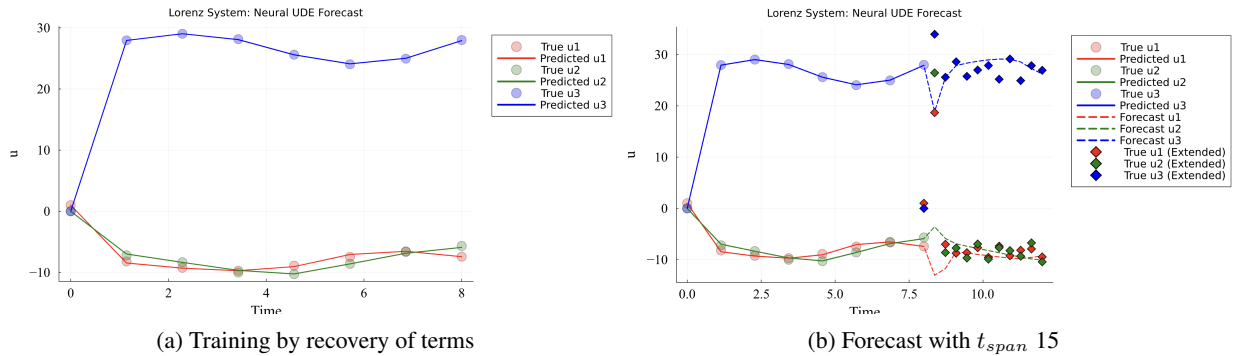 Lorenz System: Neural UDE Forecast
30
20
10
0
−10
u
0
2
4
6
8
Time
True u1
Predicted u1
True u2
Predicted u2
True u3
Predicted u3
(a) Training by recovery of terms
Lorenz System: Neural UDE Forecast
30
20
10
0
−10
u
0.0
2.5
5.0
7.5
10.0
Time
True u1
Predicted u1
True u2
Predicted u2
True u3
Predicted u3
Forecast u1
Forecast u2
Forecast u3
True u1 (Extended)
True u2 (Extended)
True u3 (Extended)
(b) Forecast with tspan 15